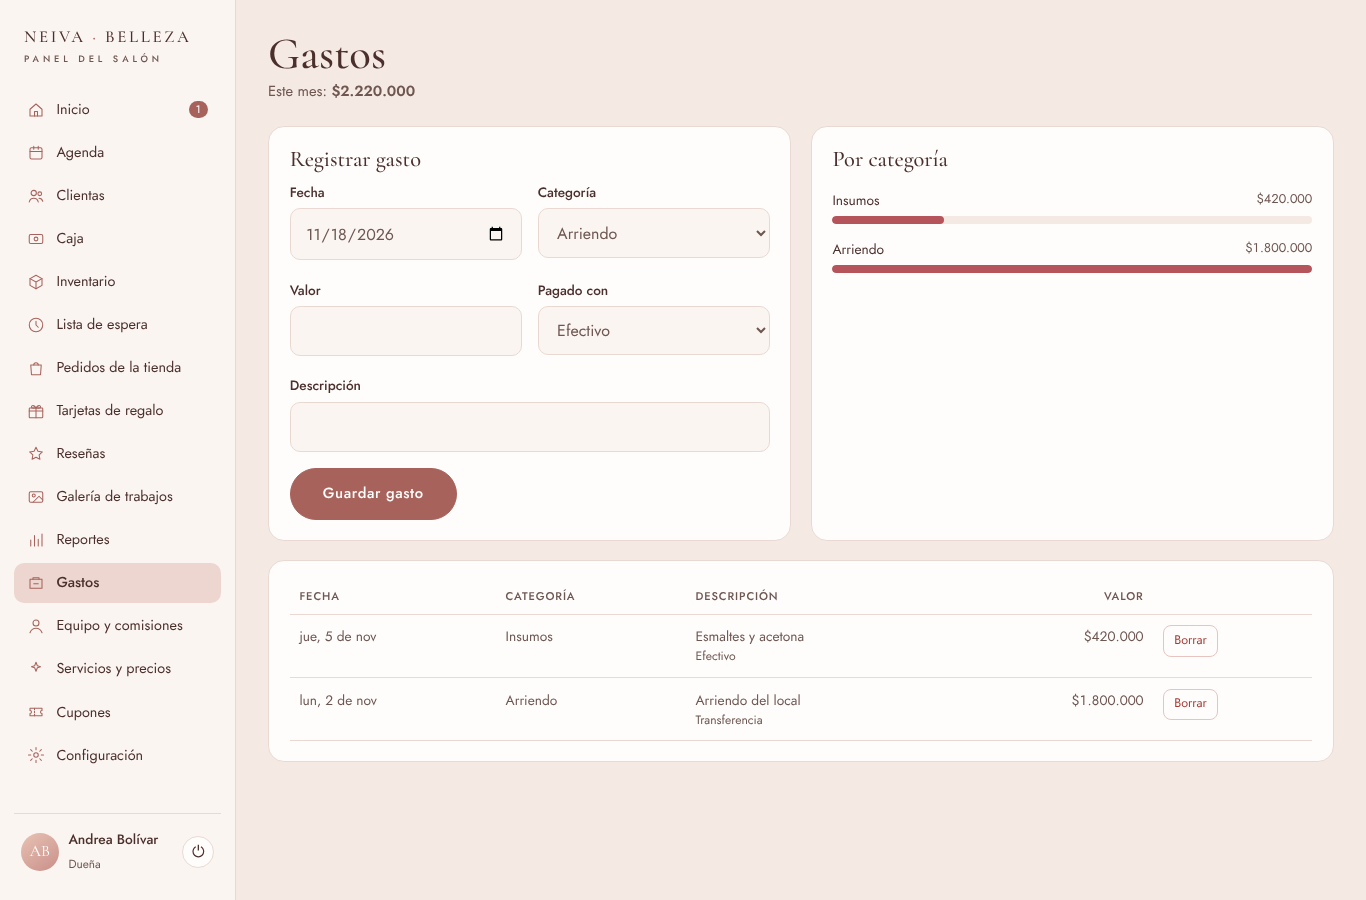 NEIVA · BELLEZA
PANEL DEL SALÓN
Inicio 1
Agenda
Clientas
Caja
Inventario
Lista de espera
Pedidos de la tienda
Tarjetas de regalo
Reseñas
Galería de trabajos
Reportes
Gastos
Equipo y comisiones
Servicios y precios
Cupones
Configuración
AB
Andrea Bolívar
Dueña
Gastos
Este mes: $2.220.000
Registrar gasto
Fecha Categoría
11/18/2026 Arriendo
Valor Pagado con
Efectivo
Descripción
Guardar gasto
Por categoría
Insumos $420.000
Arriendo $1.800.000
FECHA CATEGORÍA DESCRIPCIÓN VALOR
jue, 5 de nov Insumos Esmaltes y acetona $420.000 Borrar
Efectivo
lun, 2 de nov Arriendo Arriendo del local $1.800.000 Borrar
Transferencia